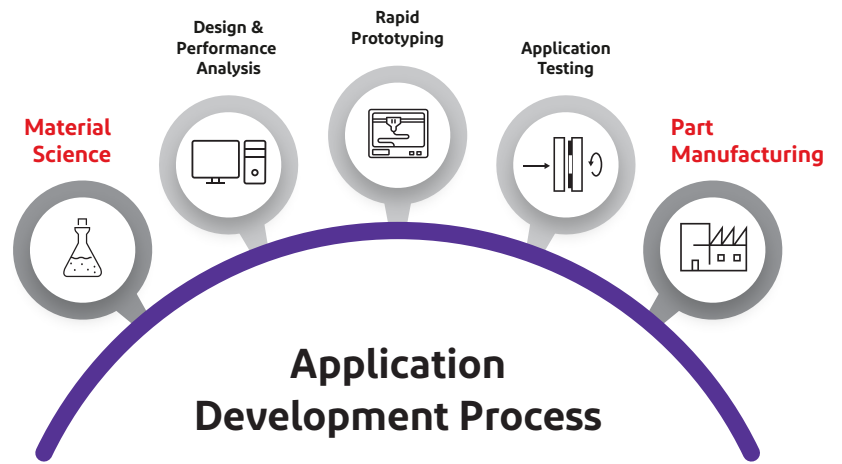 Material
Science
Design &
Performance
Analysis
Rapid
Prototyping
Application
Testing
Part
Manufacturing
Application
Development Process